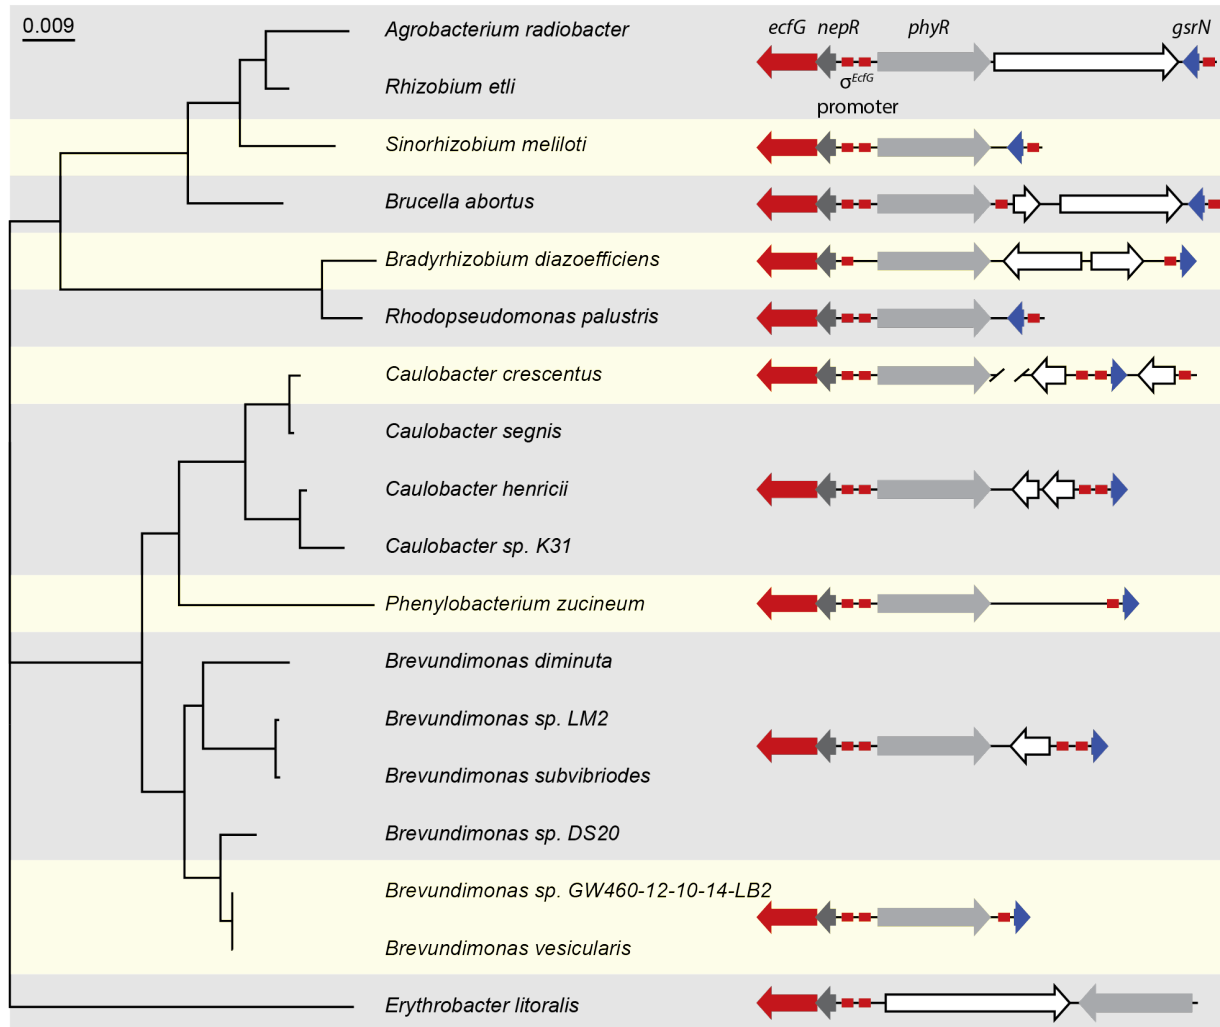 0.009
Agrobacterium radiobacter
ecfG nepR phyR gsrN
Rhizobium etli
σEcfG
promoter
Sinorhizobium meliloti
Brucella abortus
Bradyrhizobium diazoefficiens
Rhodopseudomonas palustris
Caulobacter crescentus
Caulobacter segnis
Caulobacter henricii
Caulobacter sp. K31
Phenylobacterium zucineum
Brevundimonas diminuta
Brevundimonas sp. LM2
Brevundimonas subvibriodes
Brevundimonas sp. DS20
Brevundimonas sp. GW460-12-10-14-LB2
Brevundimonas vesicularis
Erythrobacter litoralis